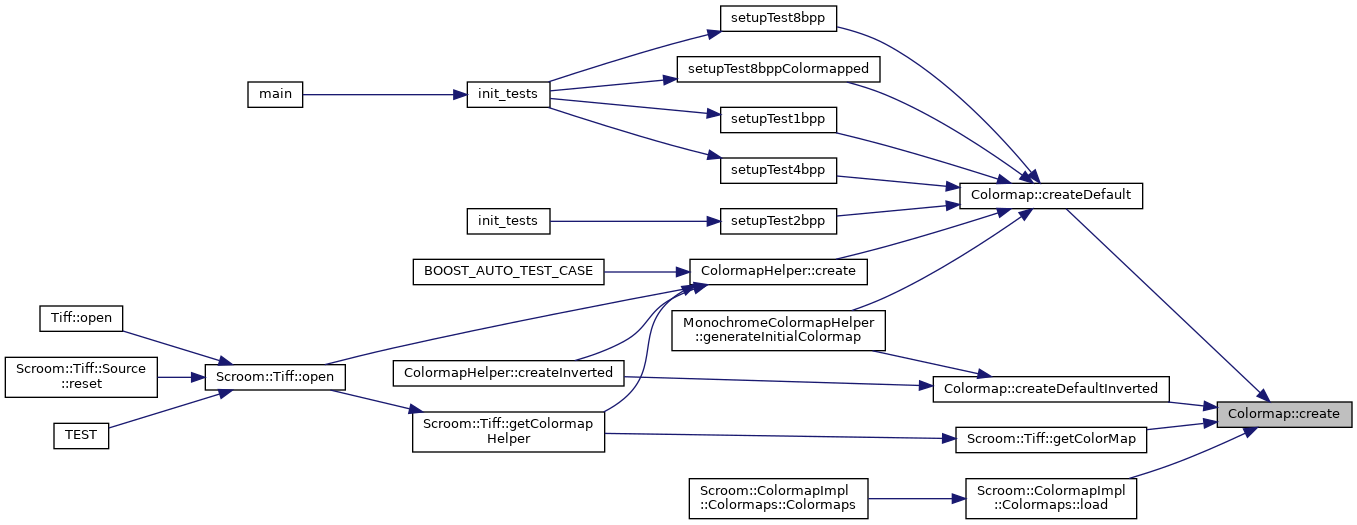 setupTest8bpp
setupTest8bppColormapped
main
init_tests
setupTest1bpp
setupTest4bpp
Colormap::createDefault
init_tests
setupTest2bpp
BOOST_AUTO_TEST_CASE
ColormapHelper::create
Tiff::open
MonochromeColormapHelper
::generateInitialColormap
Scroom::Tiff::Source
::reset
Scroom::Tiff::open
ColormapHelper::createInverted
Colormap::createDefaultInverted
Colormap::create
TEST
Scroom::Tiff::getColormap
Helper
Scroom::Tiff::getColorMap
Scroom::ColormapImpl
::Colormaps::Colormaps
Scroom::ColormapImpl
::Colormaps::load